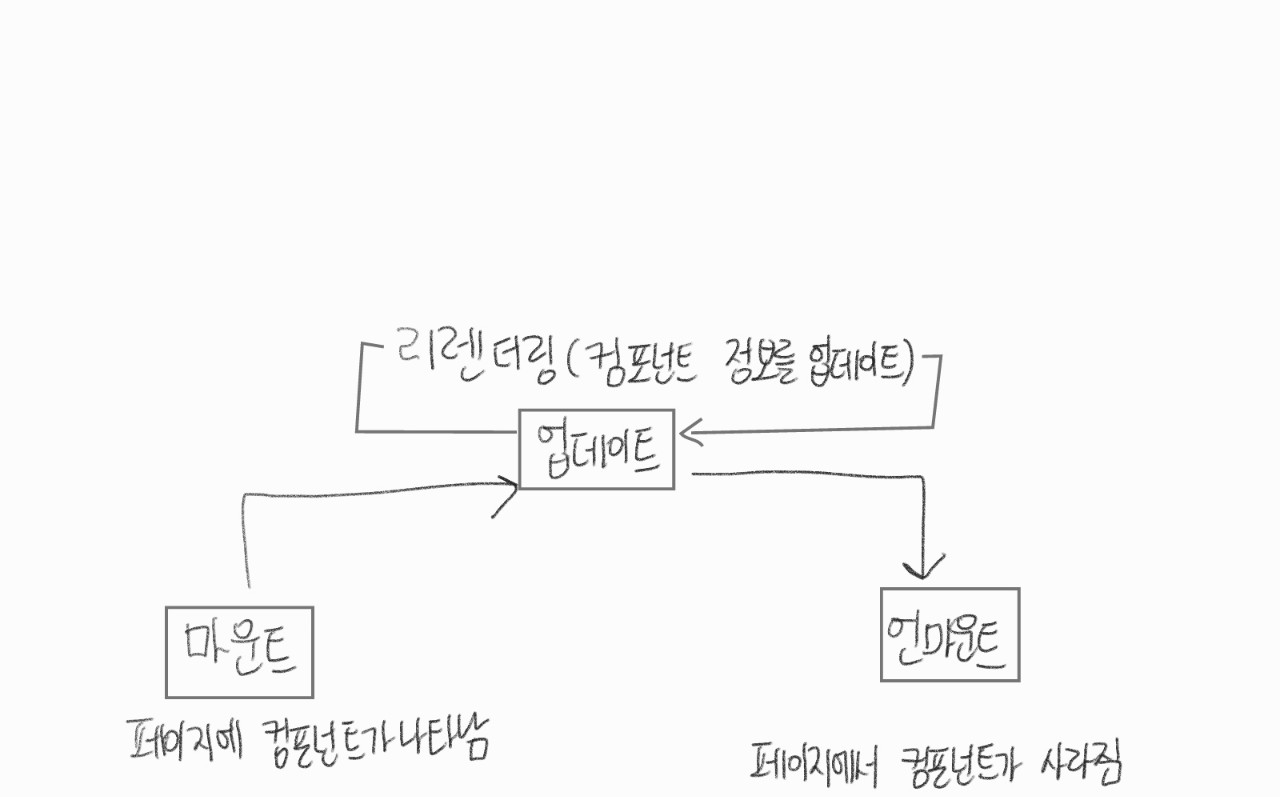 리렌더링(컴포넌트 정보를 업데이트)
업데이트
마운트
언마운트
페이지에 컴포넌트가 나타남
페이지에서 컴포넌트가 사라짐